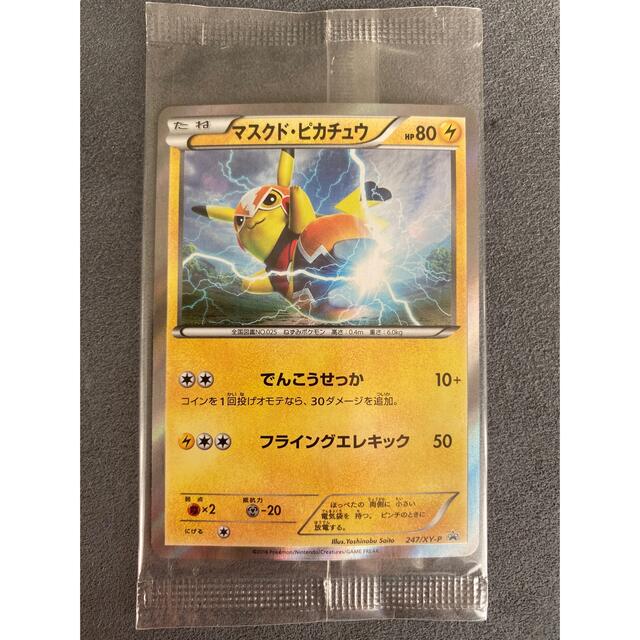 たね
マスクド・ピカチュウ HP80
全国図鑑NO.025 ねずみポケモン 高さ:0.4m 重さ:6.0kg
でんこうせっか 10+
コインを1回投げオモテなら、30ダメージを追加。
フライングエレキック 50
弱点 抵抗力
×2 -20
にげる
ほっぺたの 両側に 小さい
電気袋を 持つ。 ピンチのときに
放電する。
Illus. Yoshinobu Saito 247/XY-P
©2016 Pokémon/Nintendo/Creatures/GAME FREAK